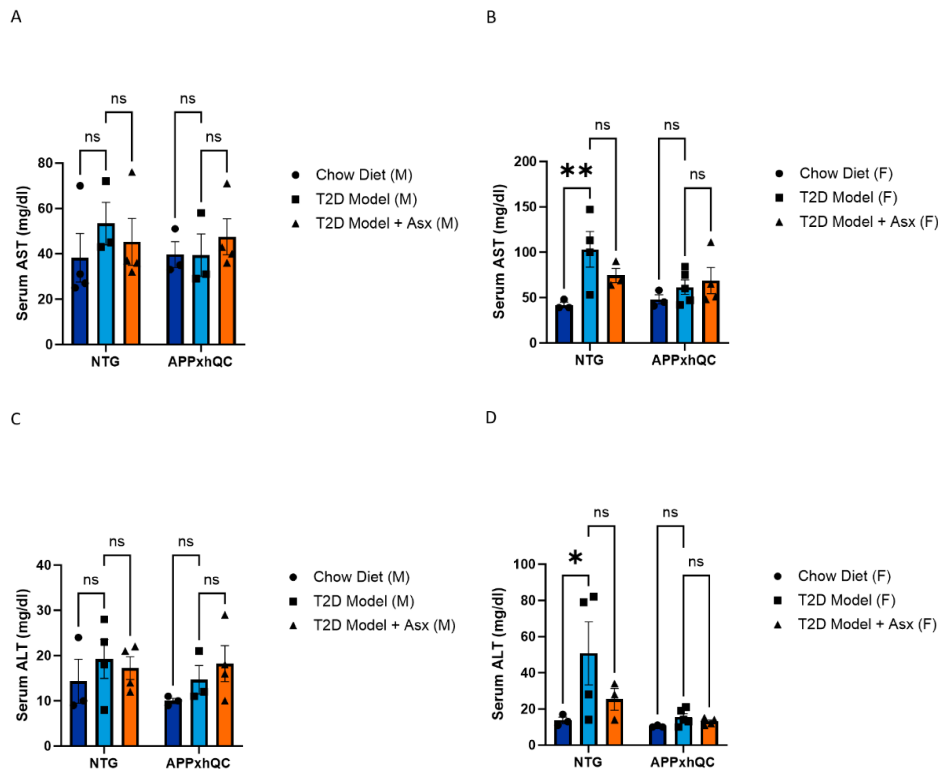 A
ns
ns
ns
ns
80
60
40
20
0
Serum AST (mg/dl)
NTG
APPxhQC
Chow Diet (M)
T2D Model (M)
T2D Model + Asx (M)
B
ns
ns
**
ns
200
150
100
50
0
Serum AST (mg/dl)
NTG
APPxhQC
Chow Diet (F)
T2D Model (F)
T2D Model + Asx (F)
C
ns
ns
ns
ns
40
30
20
10
0
Serum ALT (mg/dl)
NTG
APPxhQC
Chow Diet (M)
T2D Model (M)
T2D Model + Asx (M)
D
ns
ns
*
ns
100
80
60
40
20
0
Serum ALT (mg/dl)
NTG
APPxhQC
Chow Diet (F)
T2D Model (F)
T2D Model + Asx (F)